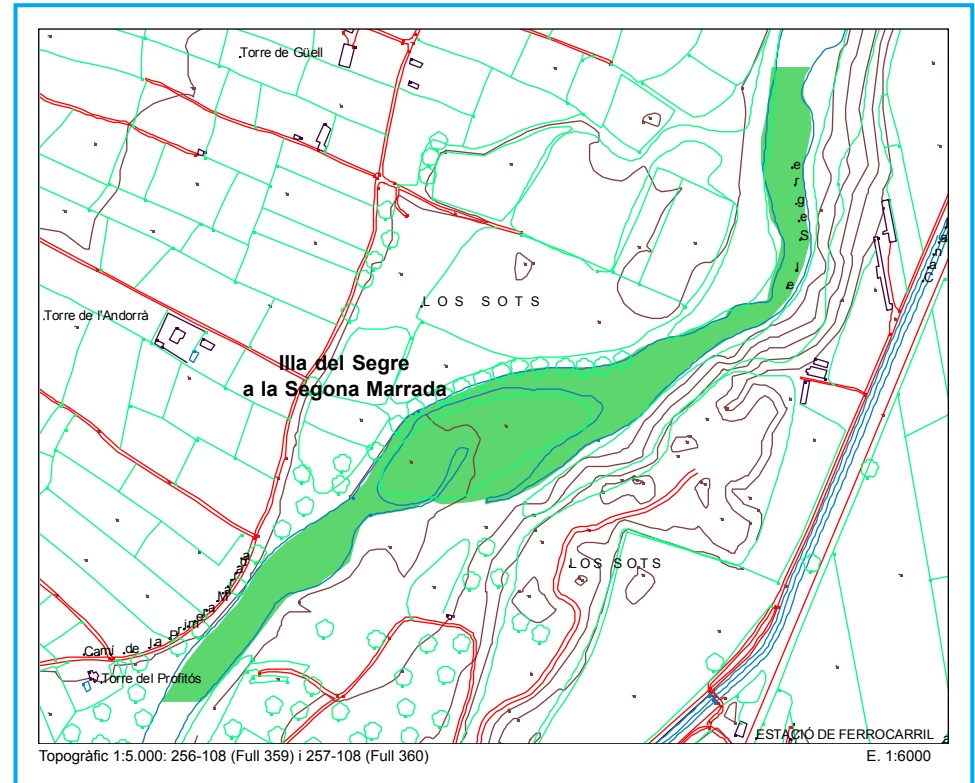 .Torre de Güell
el Segre
Cana
LOS SOTS
.Torre de l'Andorrà
Illa del Segre
a la Segona Marrada
LOS SOTS
Camí de la Primera Marrada
.Torre del Profitós
ESTACIÓ DE FERROCARRIL
Topogràfic 1:5.000: 256-108 (Full 359) i 257-108 (Full 360)
E. 1:6000